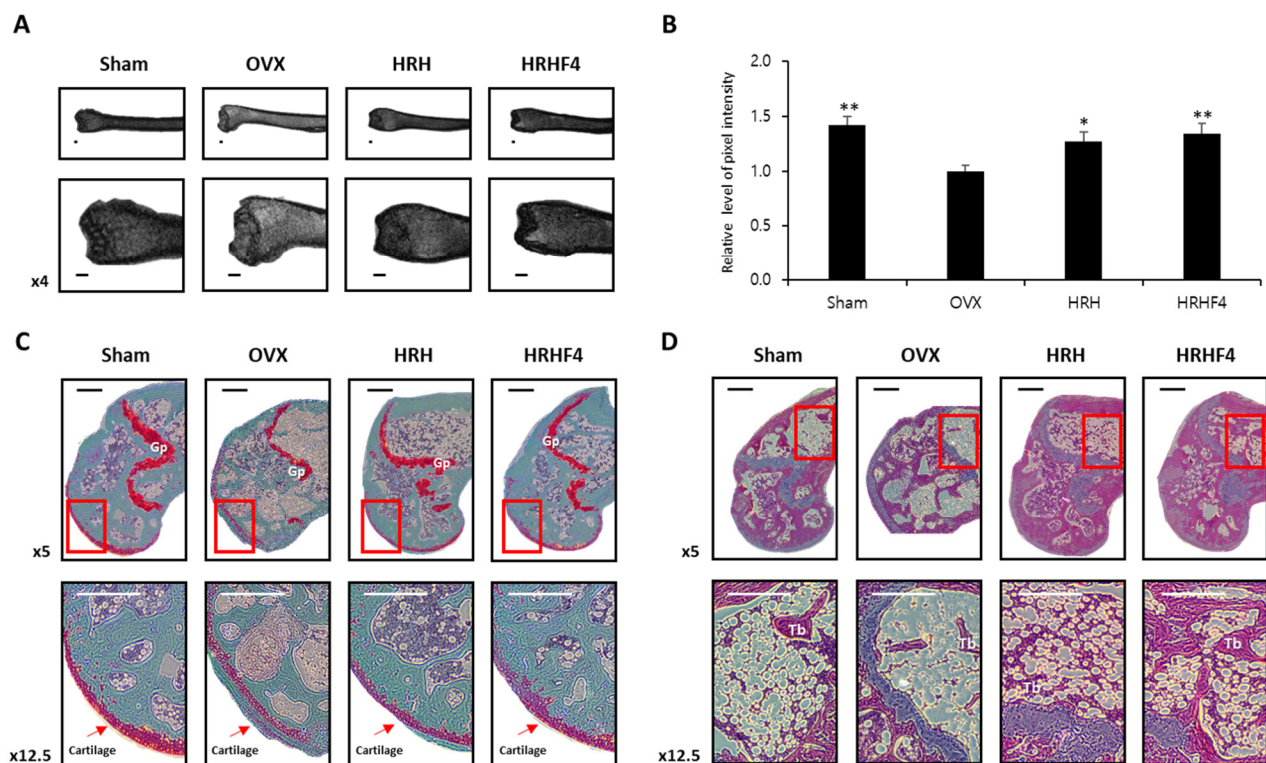 A
Sham OVX HRH HRHF4
x4
B
Relative level of pixel intensity
2.0
1.5
1.0
0.5
0.0
** * **
Sham OVX HRH HRHF4
C
Sham OVX HRH HRHF4
Gp Gp Gp Gp
x5
Cartilage Cartilage Cartilage Cartilage
x12.5
D
Sham OVX HRH HRHF4
x5
Tb Tb Tb Tb
x12.5